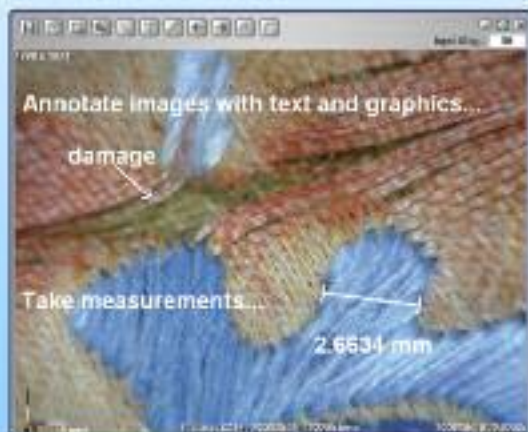 Annotate images with text and graphics...
damage
Take measurements...
2.6634 mm